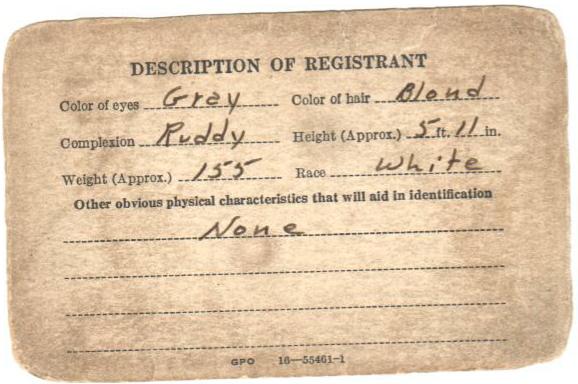 DESCRIPTION OF REGISTRANT
Color of eyes Gray Color of hair Blond
Complexion Ruddy Height (Approx.) 5 ft. 11 in.
Weight (Approx.) 155 Race White
Other obvious physical characteristics that will aid in identification
None
GPO 16—55461-1